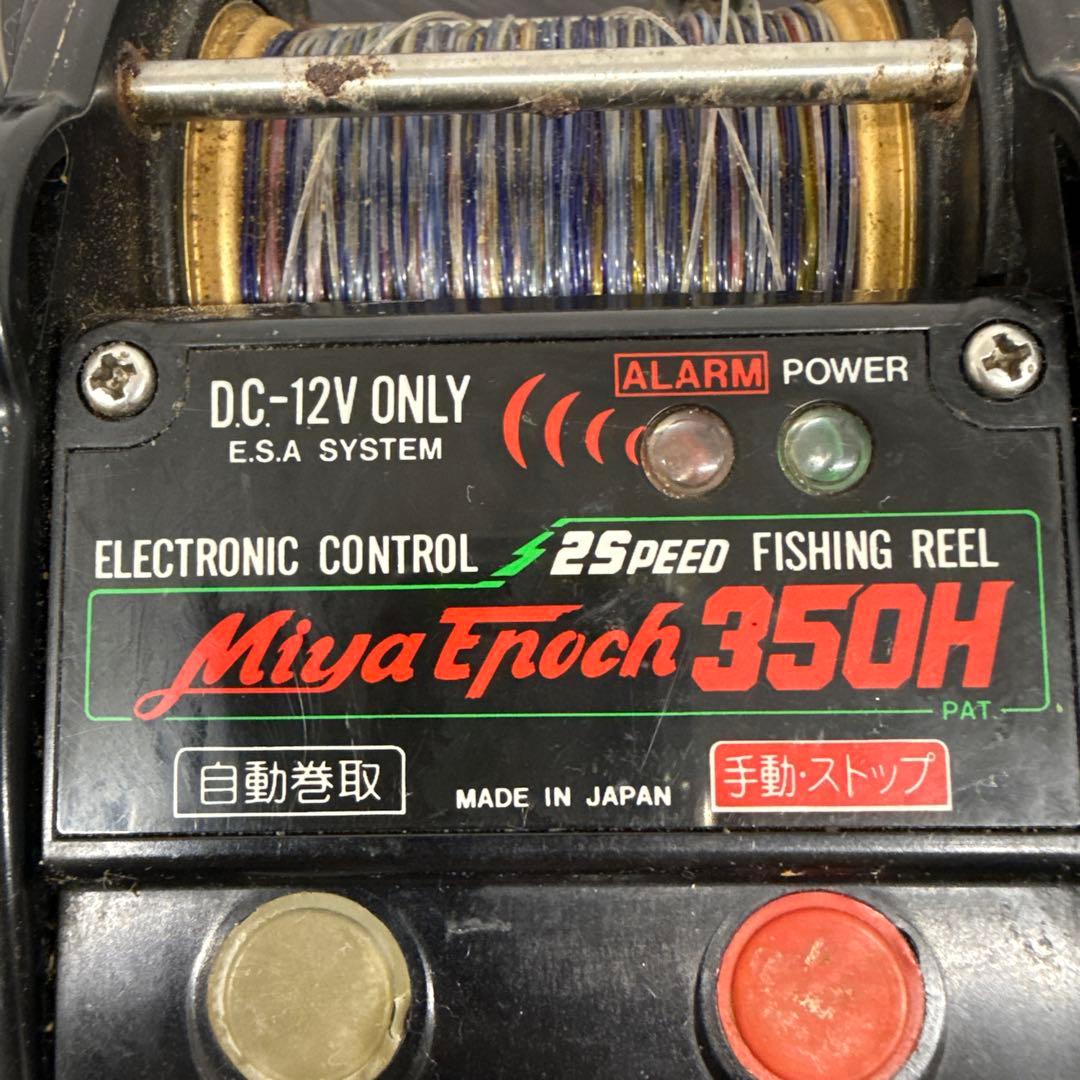 ALARM POWER
D.C.-12V ONLY
E.S.A SYSTEM
ELECTRONIC CONTROL 2SPEED FISHING REEL
Miya Epoch 350H
PAT.
自動巻取 MADE IN JAPAN 手動・ストップ